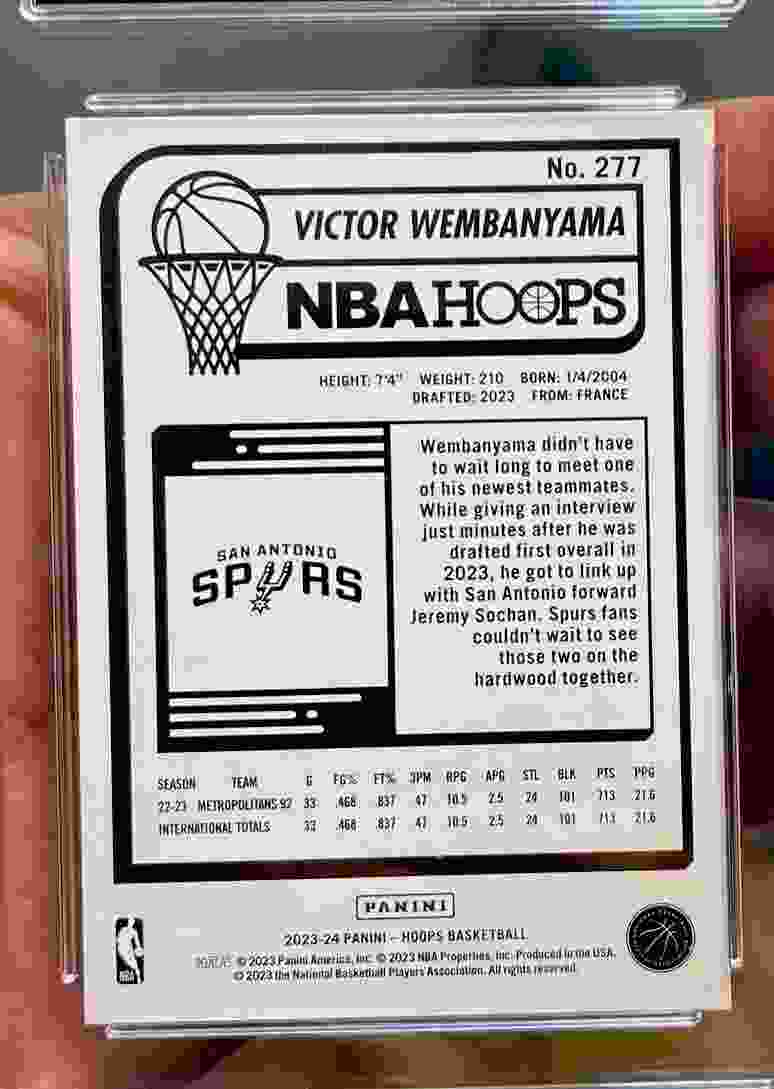 No. 277
VICTOR WEMBANYAMA
NBA HOOPS
HEIGHT: 7'4" WEIGHT: 210 BORN: 1/4/2004
DRAFTED: 2023 FROM: FRANCE
Wembanyama didn't have
to wait long to meet one
of his newest teammates.
While giving an interview
just minutes after he was
drafted first overall in
2023, he got to link up
with San Antonio forward
Jeremy Sochan. Spurs fans
couldn't wait to see
those two on the
hardwood together.
SAN ANTONIO
SPURS
SEASON TEAM G FG% FT% 3PM RPG APG STL BLK PTS PPG
22-23 METROPOLITANS 92 33 .468 .837 47 10.5 2.5 24 101 713 21.6
INTERNATIONAL TOTALS 33 .468 .837 47 10.5 2.5 24 101 713 21.6
PANINI
2023-24 PANINI - HOOPS BASKETBALL
© 2023 Panini America, Inc. © 2023 NBA Properties, Inc. Produced in the USA.
© 2023 the National Basketball Players Association. All rights reserved.
NBA